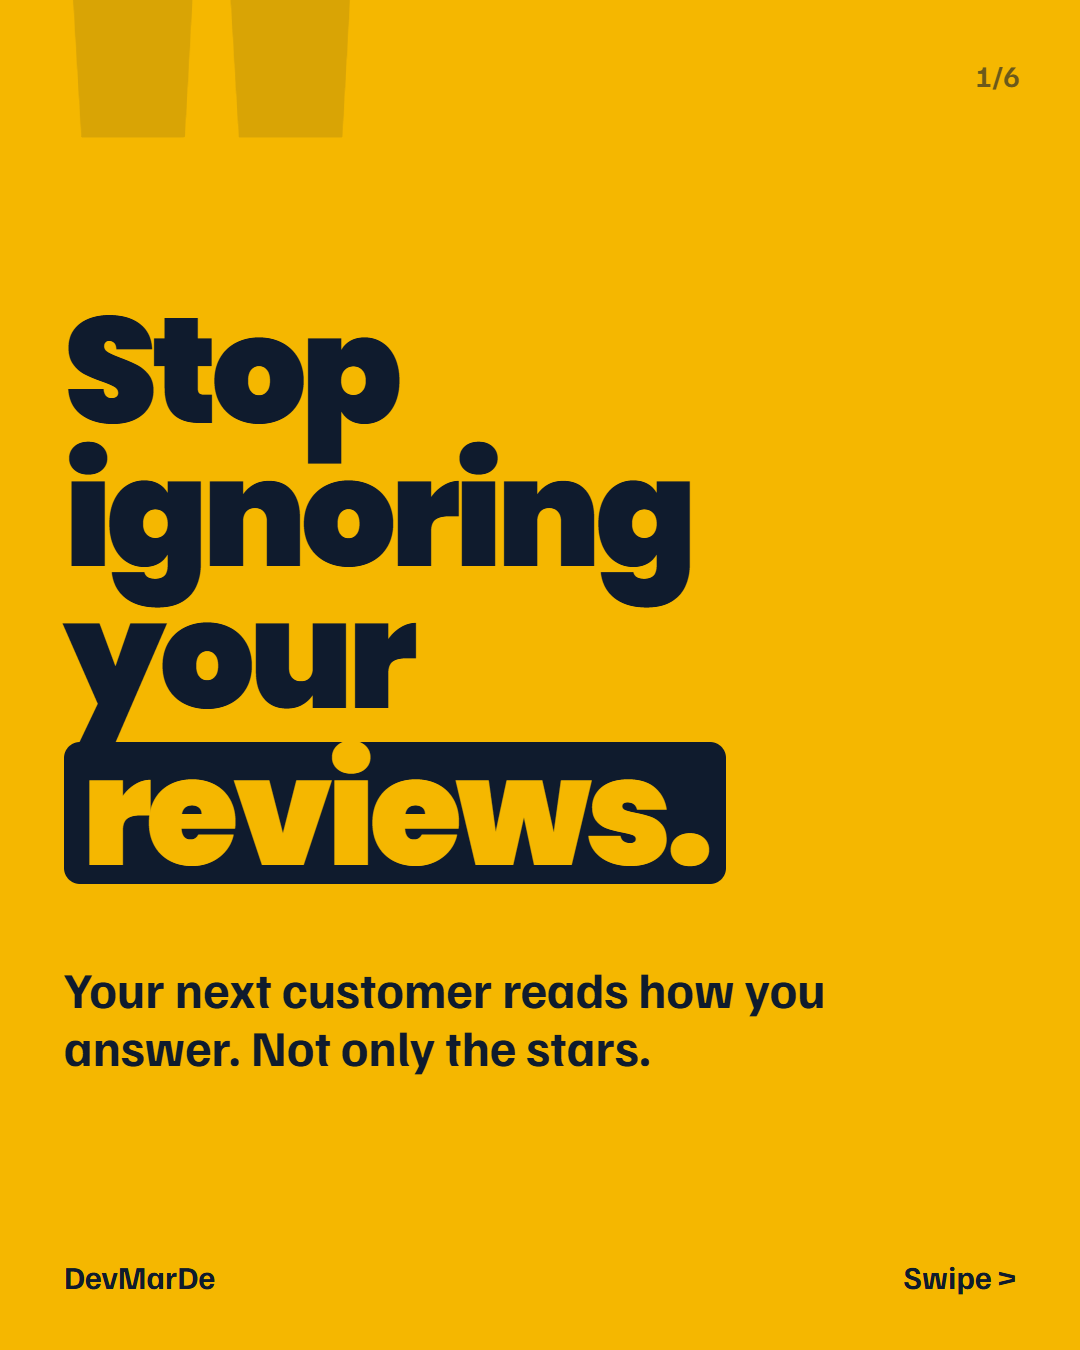 1/6
Stop
ignoring
your
reviews.
Your next customer reads how you
answer. Not only the stars.
DevMarDe
Swipe >